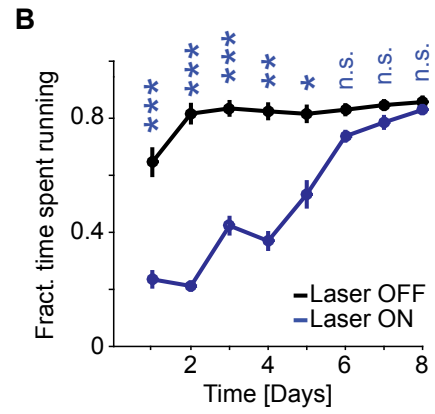 B
*** *** *** ** * n.s. n.s. n.s.
Fract. time spent running
0.8
0.4
0
Laser OFF
Laser ON
2 4 6 8
Time [Days]